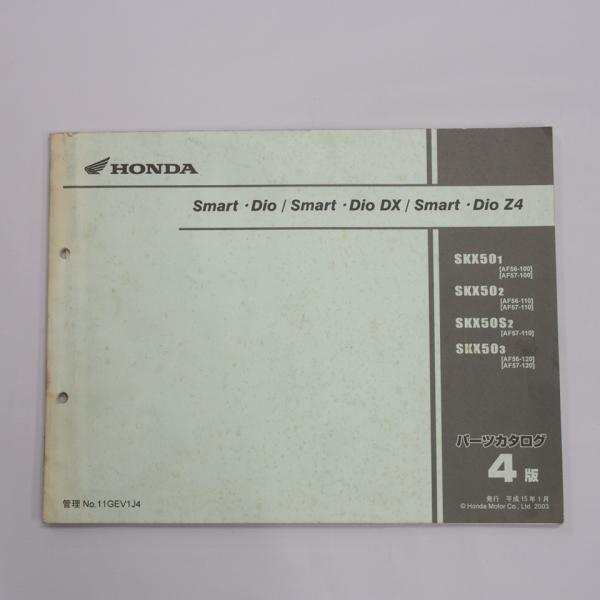 HONDA
Smart・Dio / Smart・Dio DX / Smart・Dio Z4
SKX501
[AF56-100]
[AF57-100]
SKX502
[AF56-110]
[AF57-110]
SKX50S2
[AF57-110]
SKX503
[AF56-120]
[AF57-120]
パーツカタログ
4版
発行 平成15年1月
© Honda Motor Co., Ltd. 2003
管理 No.11GEV1J4